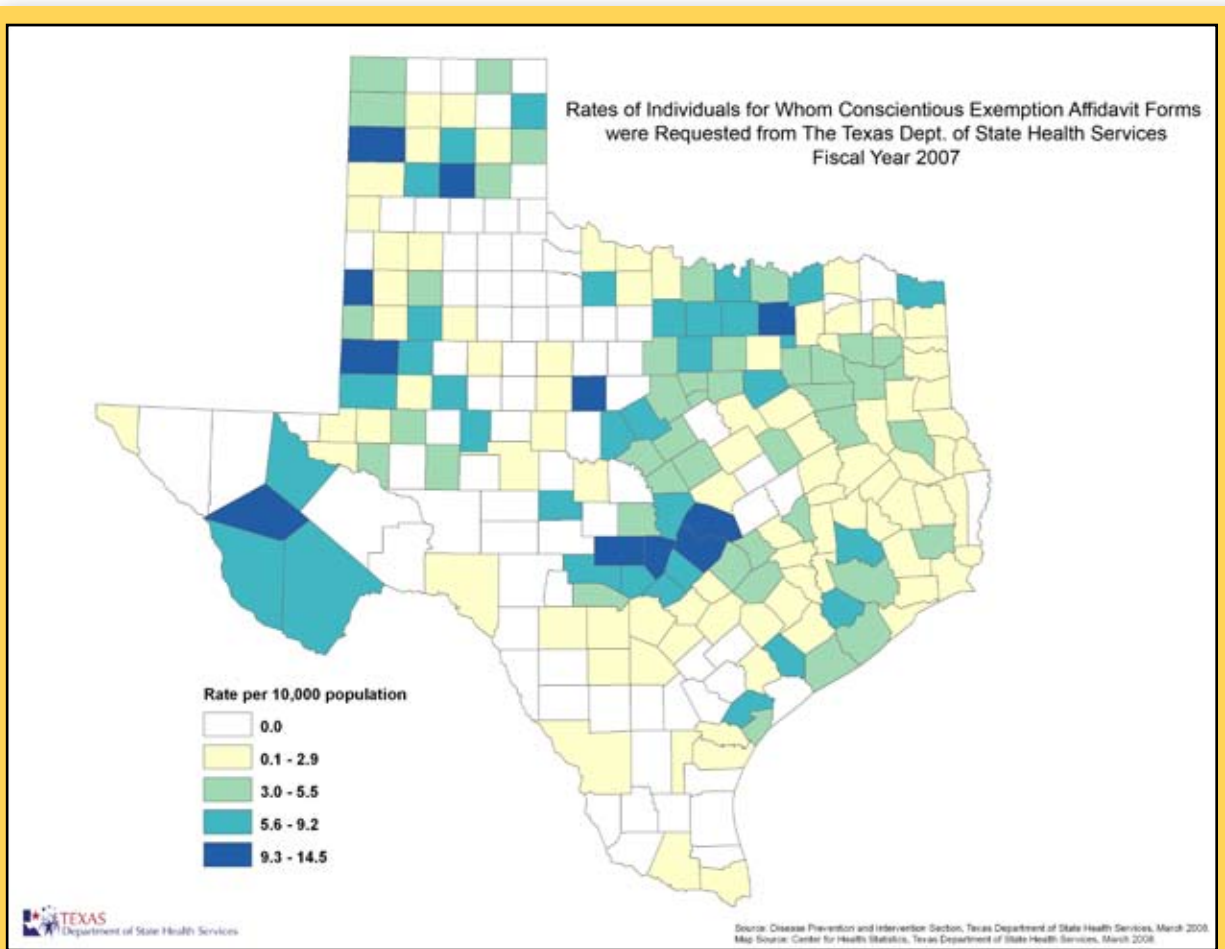 Rates of Individuals for Whom Conscientious Exemption Affidavit Forms
were Requested from The Texas Dept. of State Health Services
Fiscal Year 2007
Rate per 10,000 population
0.0
0.1 - 2.9
3.0 - 5.5
5.6 - 9.2
9.3 - 14.5
TEXAS
Department of State Health Services
Source: Disease Prevention and Intervention Section, Texas Department of State Health Services, March 2008.
Map Source: Center for Health Statistics, Texas Department of State Health Services, March 2008.